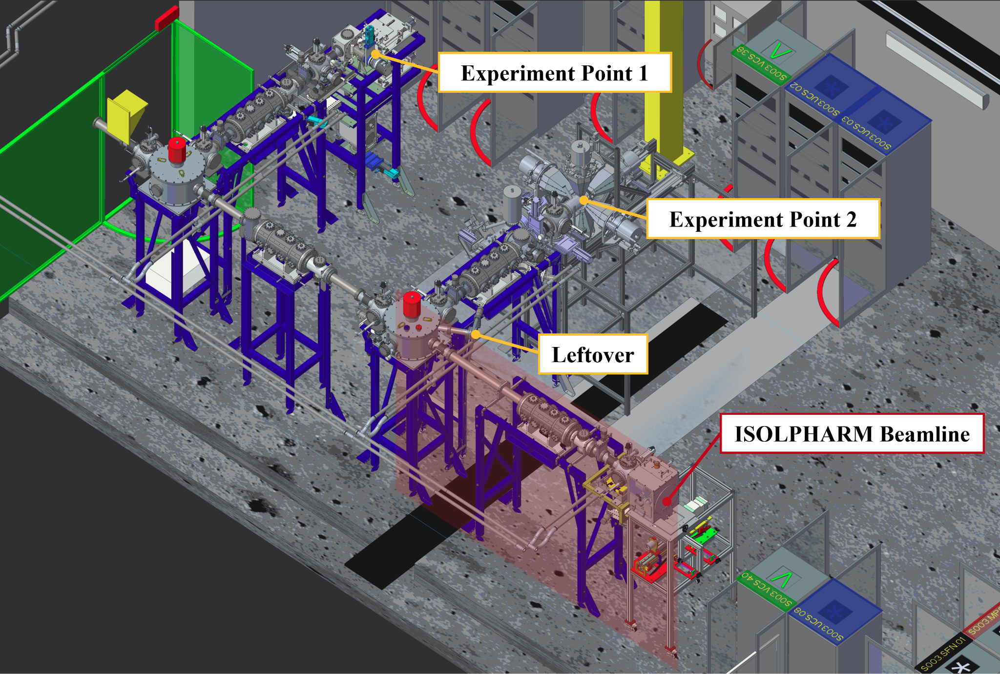 Experiment Point 1
S003.VCS.38
S003.UCS.02
S003.UCS.03
Experiment Point 2
Leftover
ISOLPHARM Beamline
S003.VCS.40
S003.UCS.08
S003.SFN.01